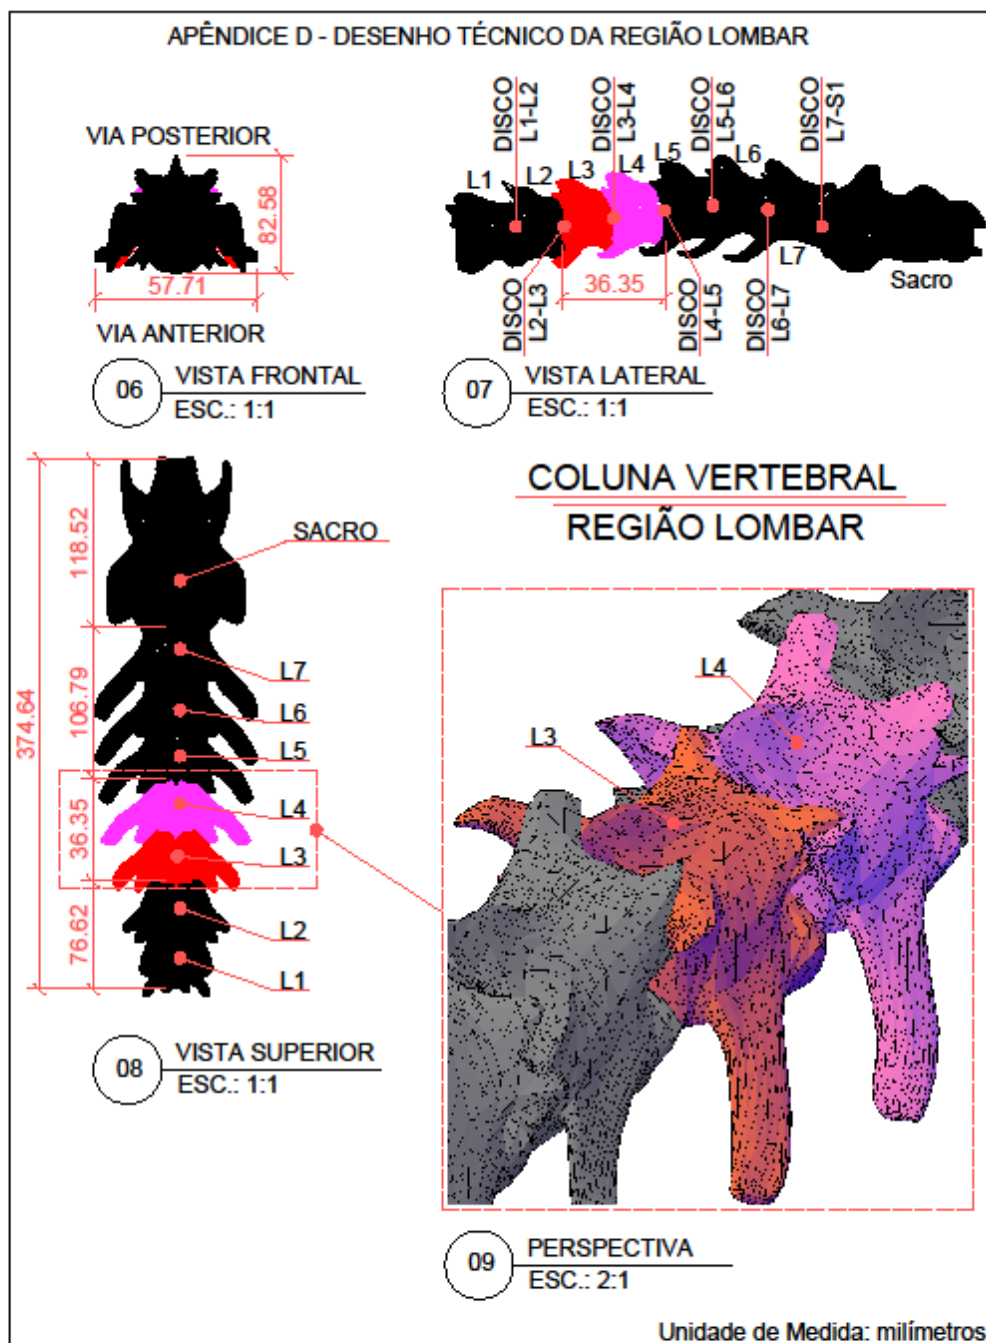 APÊNDICE D - DESENHO TÉCNICO DA REGIÃO LOMBAR
VIA POSTERIOR
82.58
57.71
VIA ANTERIOR
06
VISTA FRONTAL
ESC.: 1:1
DISCO
L1-L2
DISCO
L3-L4
DISCO
L5-L6
DISCO
L7-S1
L1
L2
L3
L4
L5
L6
L7
Sacro
36.35
DISCO
L2-L3
DISCO
L4-L5
DISCO
L6-L7
07
VISTA LATERAL
ESC.: 1:1
374.64
118.52
106.79
36.35
76.62
SACRO
L7
L6
L5
L4
L3
L2
L1
08
VISTA SUPERIOR
ESC.: 1:1
COLUNA VERTEBRAL
REGIÃO LOMBAR
L4
L3
09
PERSPECTIVA
ESC.: 2:1
Unidade de Medida: milímetros